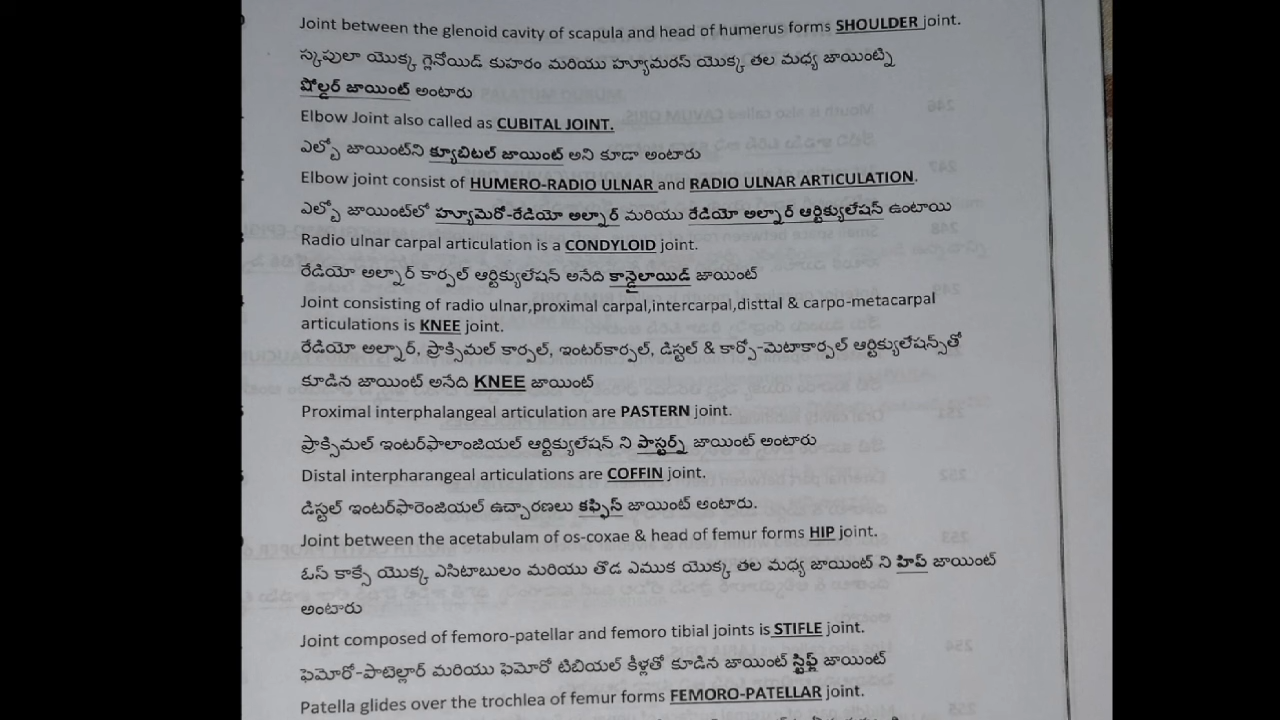 Joint between the glenoid cavity of scapula and head of humerus forms SHOULDER joint.
స్కపులా యొక్క గ్లెనోయిడ్ కుహరం మరియు హ్యూమరస్ యొక్క తల మధ్య జాయింట్ని
షోల్డర్ జాయింట్ అంటారు
Elbow Joint also called as CUBITAL JOINT.
ఎల్బో జాయింట్‌ని క్యూబిటల్ జాయింట్ అని కూడా అంటారు
Elbow joint consist of HUMERO-RADIO ULNAR and RADIO ULNAR ARTICULATION.
ఎల్బో జాయింట్‌లో హ్యూమెరో-రేడియో అల్నార్ మరియు రేడియో అల్నార్ ఆర్టిక్యులేషన్ ఉంటాయి
Radio ulnar carpal articulation is a CONDYLOID joint.
రేడియో అల్నార్ కార్పల్ ఆర్టిక్యులేషన్ అనేది కాన్డైలాయిడ్ జాయింట్
Joint consisting of radio ulnar,proximal carpal,intercarpal,disttal & carpo-metacarpal
articulations is KNEE joint.
రేడియో అల్నార్, ప్రాక్సిమల్ కార్పల్, ఇంటర్‌కార్పల్, డిస్టల్ & కార్పో-మెటాకార్పల్ ఆర్టిక్యులేషన్స్‌తో
కూడిన జాయింట్ అనేది KNEE జాయింట్
Proximal interphalangeal articulation are PASTERN joint.
ప్రాక్సిమల్ ఇంటర్‌ఫాలాంజియల్ ఆర్టిక్యులేషన్ ని పాస్టర్న్ జాయింట్ అంటారు
Distal interpharangeal articulations are COFFIN joint.
డిస్టల్ ఇంటర్‌ఫారెంజియల్ ఉచ్చారణలు కఫ్ఫిన్ జాయింట్ అంటారు.
Joint between the acetabulam of os-coxae & head of femur forms HIP joint.
ఓస్ కాక్సే యొక్క ఎసిటాబులం మరియు తొడ ఎముక యొక్క తల మధ్య జాయింట్ ని హిప్ జాయింట్
అంటారు
Joint composed of femoro-patellar and femoro tibial joints is STIFLE joint.
ఫెమోరో-పాటెల్లార్ మరియు ఫెమోరో టిబియల్ కీళ్లతో కూడిన జాయింట్ స్టిఫ్ల్ జాయింట్
Patella glides over the trochlea of femur forms FEMORO-PATELLAR joint.